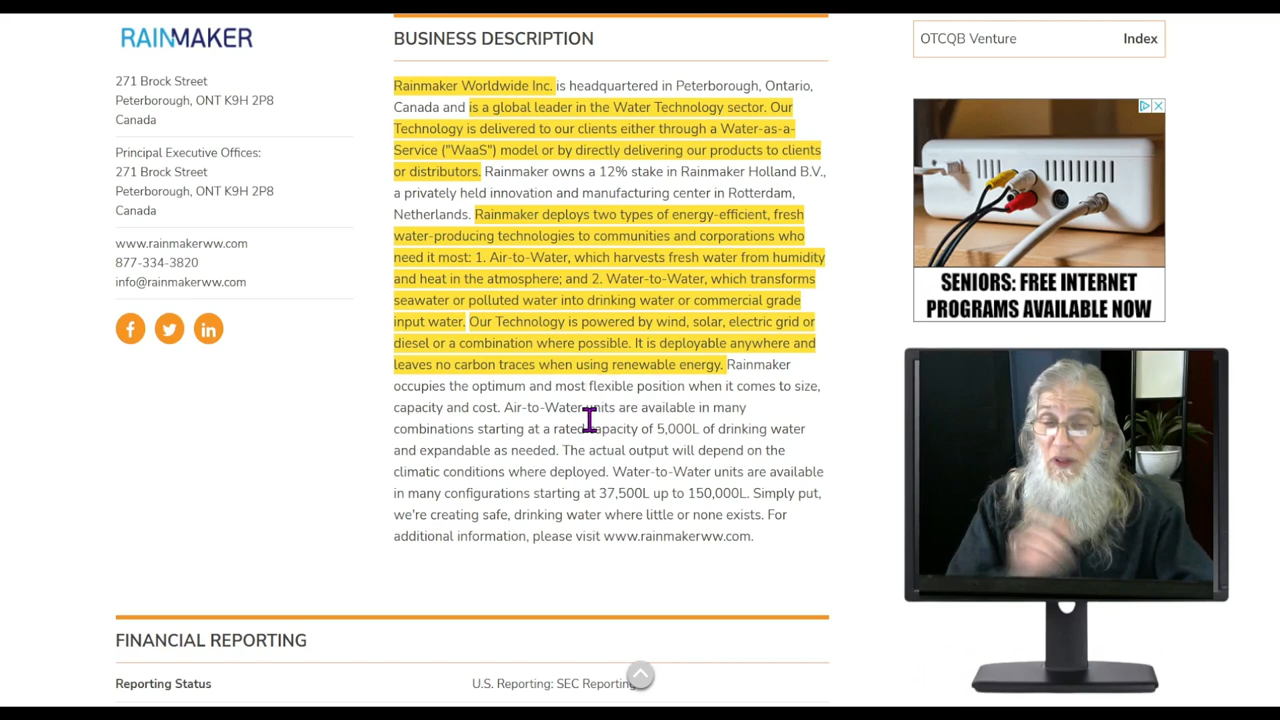 RAINMAKER
271 Brock Street
Peterborough, ONT K9H 2P8
Canada
Principal Executive Offices:
271 Brock Street
Peterborough, ONT K9H 2P8
Canada
www.rainmakerww.com
877-334-3820
info@rainmakerww.com
BUSINESS DESCRIPTION
Rainmaker Worldwide Inc. is headquartered in Peterborough, Ontario,
Canada and is a global leader in the Water Technology sector. Our
Technology is delivered to our clients either through a Water-as-a-
Service ("WaaS") model or by directly delivering our products to clients
or distributors. Rainmaker owns a 12% stake in Rainmaker Holland B.V.,
a privately held innovation and manufacturing center in Rotterdam,
Netherlands. Rainmaker deploys two types of energy-efficient, fresh
water-producing technologies to communities and corporations who
need it most: 1. Air-to-Water, which harvests fresh water from humidity
and heat in the atmosphere; and 2. Water-to-Water, which transforms
seawater or polluted water into drinking water or commercial grade
input water. Our Technology is powered by wind, solar, electric grid or
diesel or a combination where possible. It is deployable anywhere and
leaves no carbon traces when using renewable energy. Rainmaker
occupies the optimum and most flexible position when it comes to size,
capacity and cost. Air-to-Water units are available in many
combinations starting at a rated capacity of 5,000L of drinking water
and expandable as needed. The actual output will depend on the
climatic conditions where deployed. Water-to-Water units are available
in many configurations starting at 37,500L up to 150,000L. Simply put,
we're creating safe, drinking water where little or none exists. For
additional information, please visit www.rainmakerww.com.
OTCQB Venture Index
SENIORS: FREE INTERNET
PROGRAMS AVAILABLE NOW
FINANCIAL REPORTING
Reporting Status U.S. Reporting: SEC Reporting